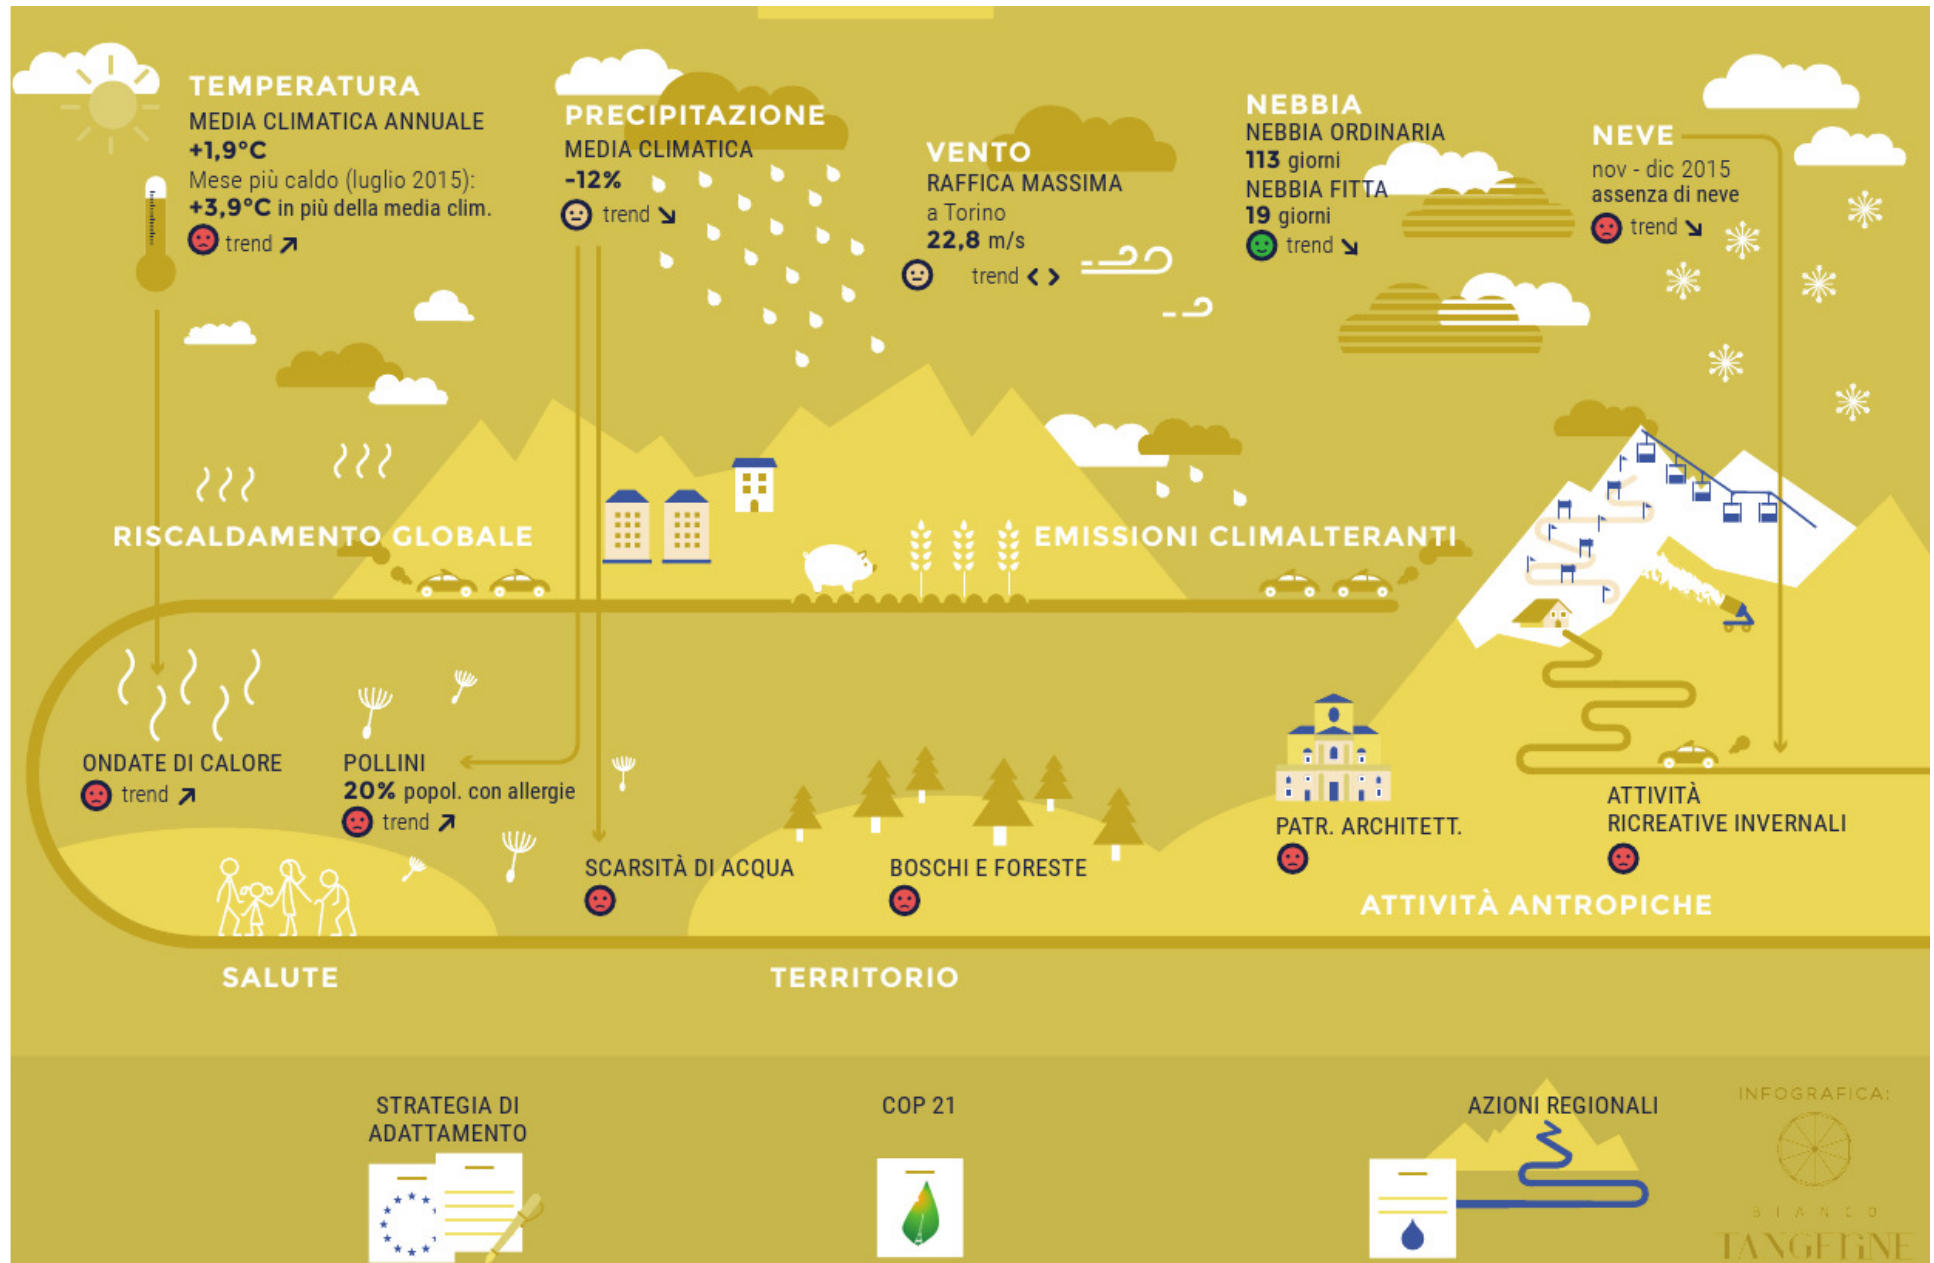 TEMPERATURA
MEDIA CLIMATICA ANNUALE
+1,9°C
Mese più caldo (luglio 2015):
+3,9°C in più della media clim.
trend
PRECIPITAZIONE
MEDIA CLIMATICA
-12%
trend
VENTO
RAFFICA MASSIMA
a Torino
22,8 m/s
trend
NEBBIA
NEBBIA ORDINARIA
113 giorni
NEBBIA FITTA
19 giorni
trend
NEVE
nov - dic 2015
assenza di neve
trend
RISCALDAMENTO GLOBALE
EMISSIONI CLIMALTERANTI
ONDATE DI CALORE
trend
POLLINI
20% popol. con allergie
trend
SCARSITÀ DI ACQUA
BOSCHI E FORESTE
PATR. ARCHITETT.
ATTIVITÀ
RICREATIVE INVERNALI
ATTIVITÀ ANTROPICHE
SALUTE
TERRITORIO
STRATEGIA DI
ADATTAMENTO
COP 21
AZIONI REGIONALI
INFOGRAFICA:
BIANCO
TANGERINE